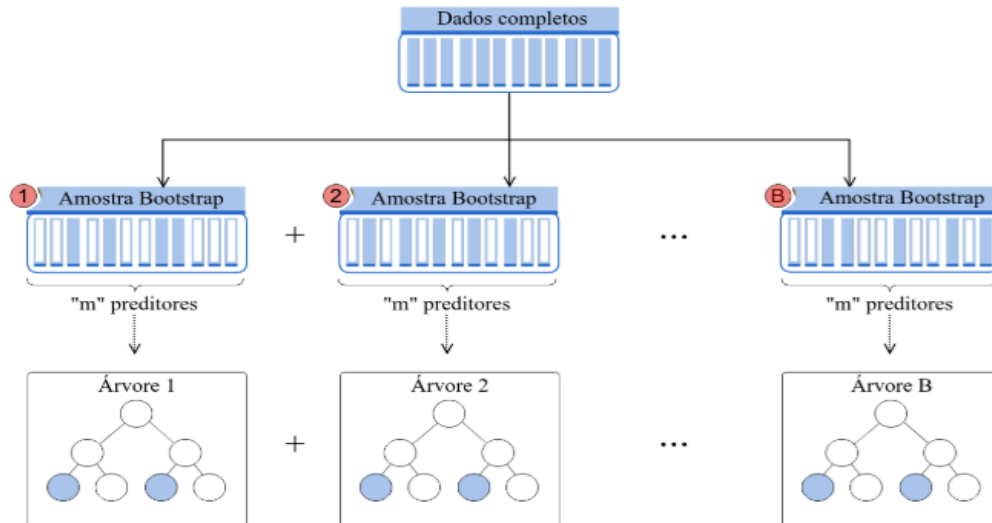 Dados completos
1 Amostra Bootstrap
2 Amostra Bootstrap
B Amostra Bootstrap
+
...
"m" preditores
"m" preditores
"m" preditores
Árvore 1
Árvore 2
Árvore B
+
...